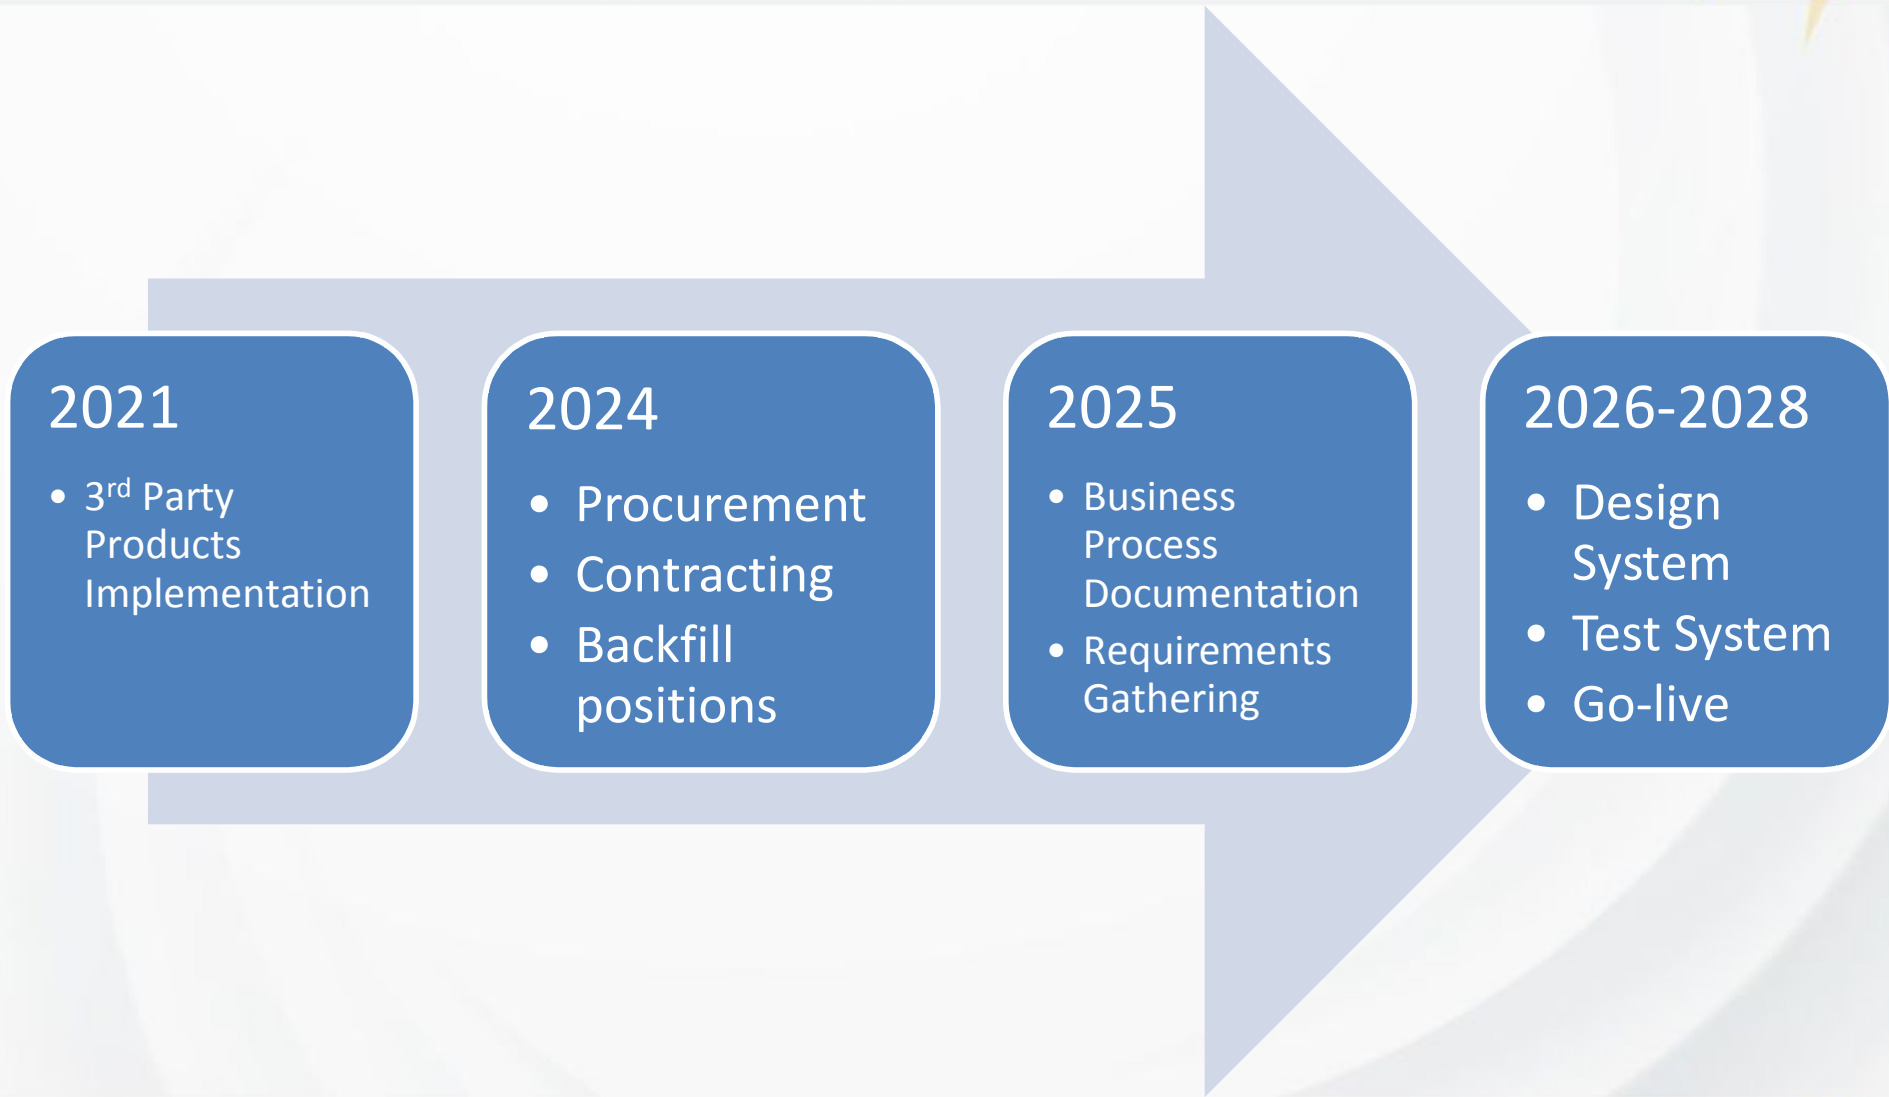 2021
• 3rd Party
Products
Implementation
2024
• Procurement
• Contracting
• Backfill
positions
2025
• Business
Process
Documentation
• Requirements
Gathering
2026-2028
• Design
System
• Test System
• Go-live